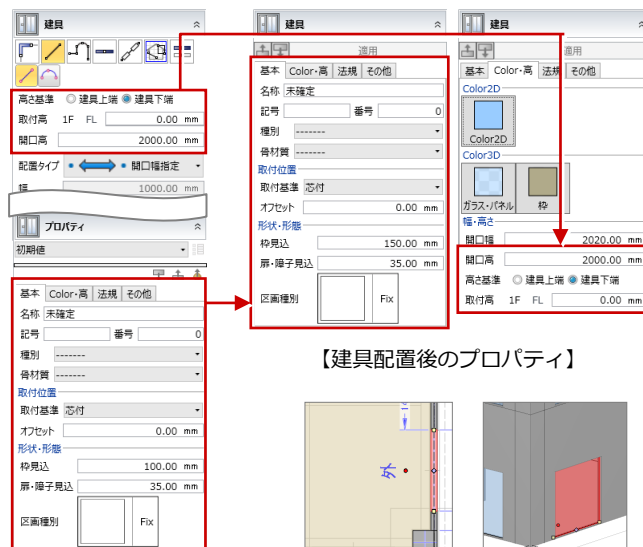 建具
高さ基準 建具上端 建具下端
取付高 1F FL 0.00 mm
開口高 2000.00 mm
配置タイプ 開口幅指定
幅 1000.00 mm
プロパティ
初期値
基本 Color・高 法規 その他
名称 未確定
記号 番号 0
種別 -------
骨材質 -------
取付位置
取付基準 芯付
オフセット 0.00 mm
形状・形態
枠見込 100.00 mm
扉・障子見込 35.00 mm
区画種別 Fix
建具
適用
基本 Color・高 法規 その他
名称 未確定
記号 番号 0
種別 -------
骨材質 -------
取付位置
取付基準 芯付
オフセット 0.00 mm
形状・形態
枠見込 150.00 mm
扉・障子見込 35.00 mm
区画種別 Fix
建具
適用
基本 Color・高 法規 その他
Color2D
Color2D
Color3D
ガラス・パネル 枠
幅・高さ
開口幅 2020.00 mm
開口高 2000.00 mm
高さ基準 建具上端 建具下端
取付高 1F FL 0.00 mm
【建具配置後のプロパティ】
外